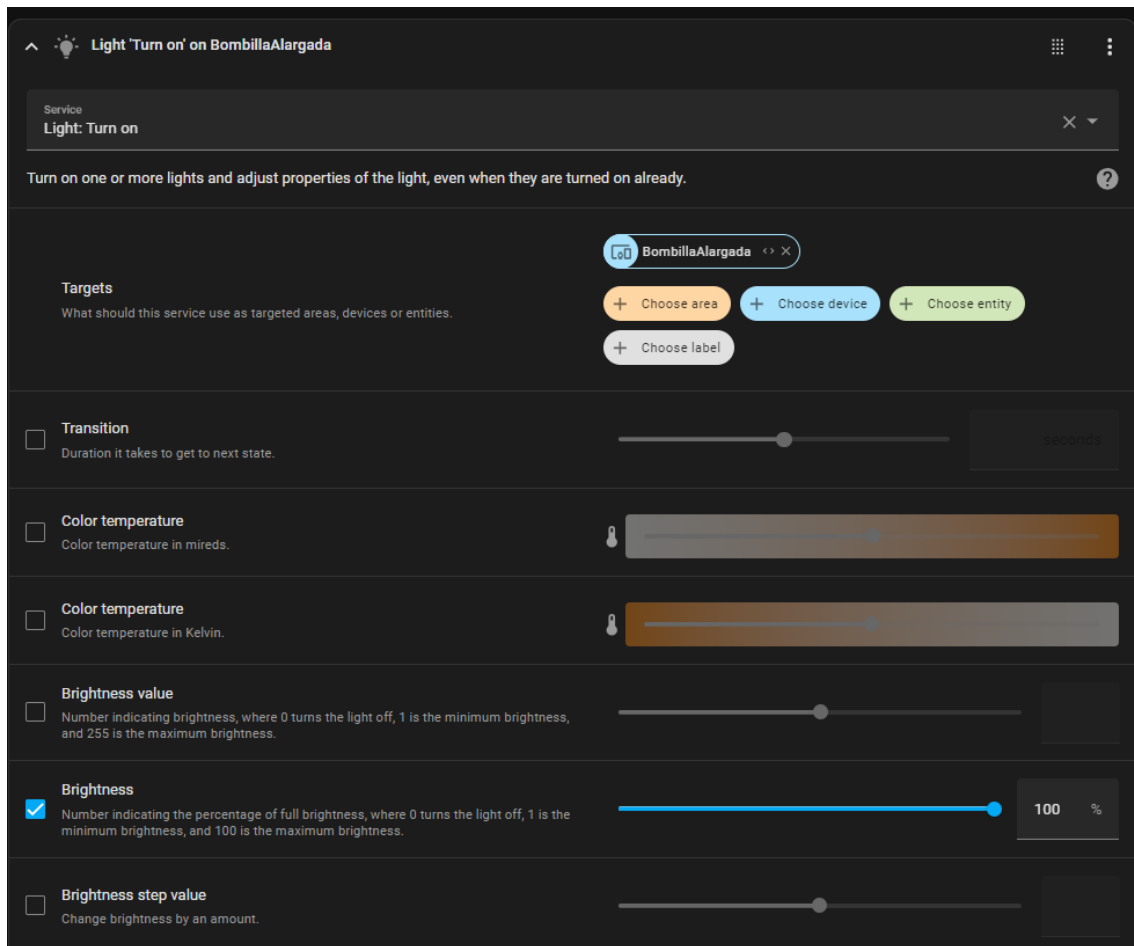 Light 'Turn on' on BombillaAlargada
Service
Light: Turn on
Turn on one or more lights and adjust properties of the light, even when they are turned on already.
BombillaAlargada
Targets
What should this service use as targeted areas, devices or entities.
Choose area
Choose device
Choose entity
Choose label
Transition
Duration it takes to get to next state.
seconds
Color temperature
Color temperature in mireds.
Color temperature
Color temperature in Kelvin.
Brightness value
Number indicating brightness, where 0 turns the light off, 1 is the minimum brightness,
and 255 is the maximum brightness.
Brightness
Number indicating the percentage of full brightness, where 0 turns the light off, 1 is the
minimum brightness, and 100 is the maximum brightness.
100 %
Brightness step value
Change brightness by an amount.